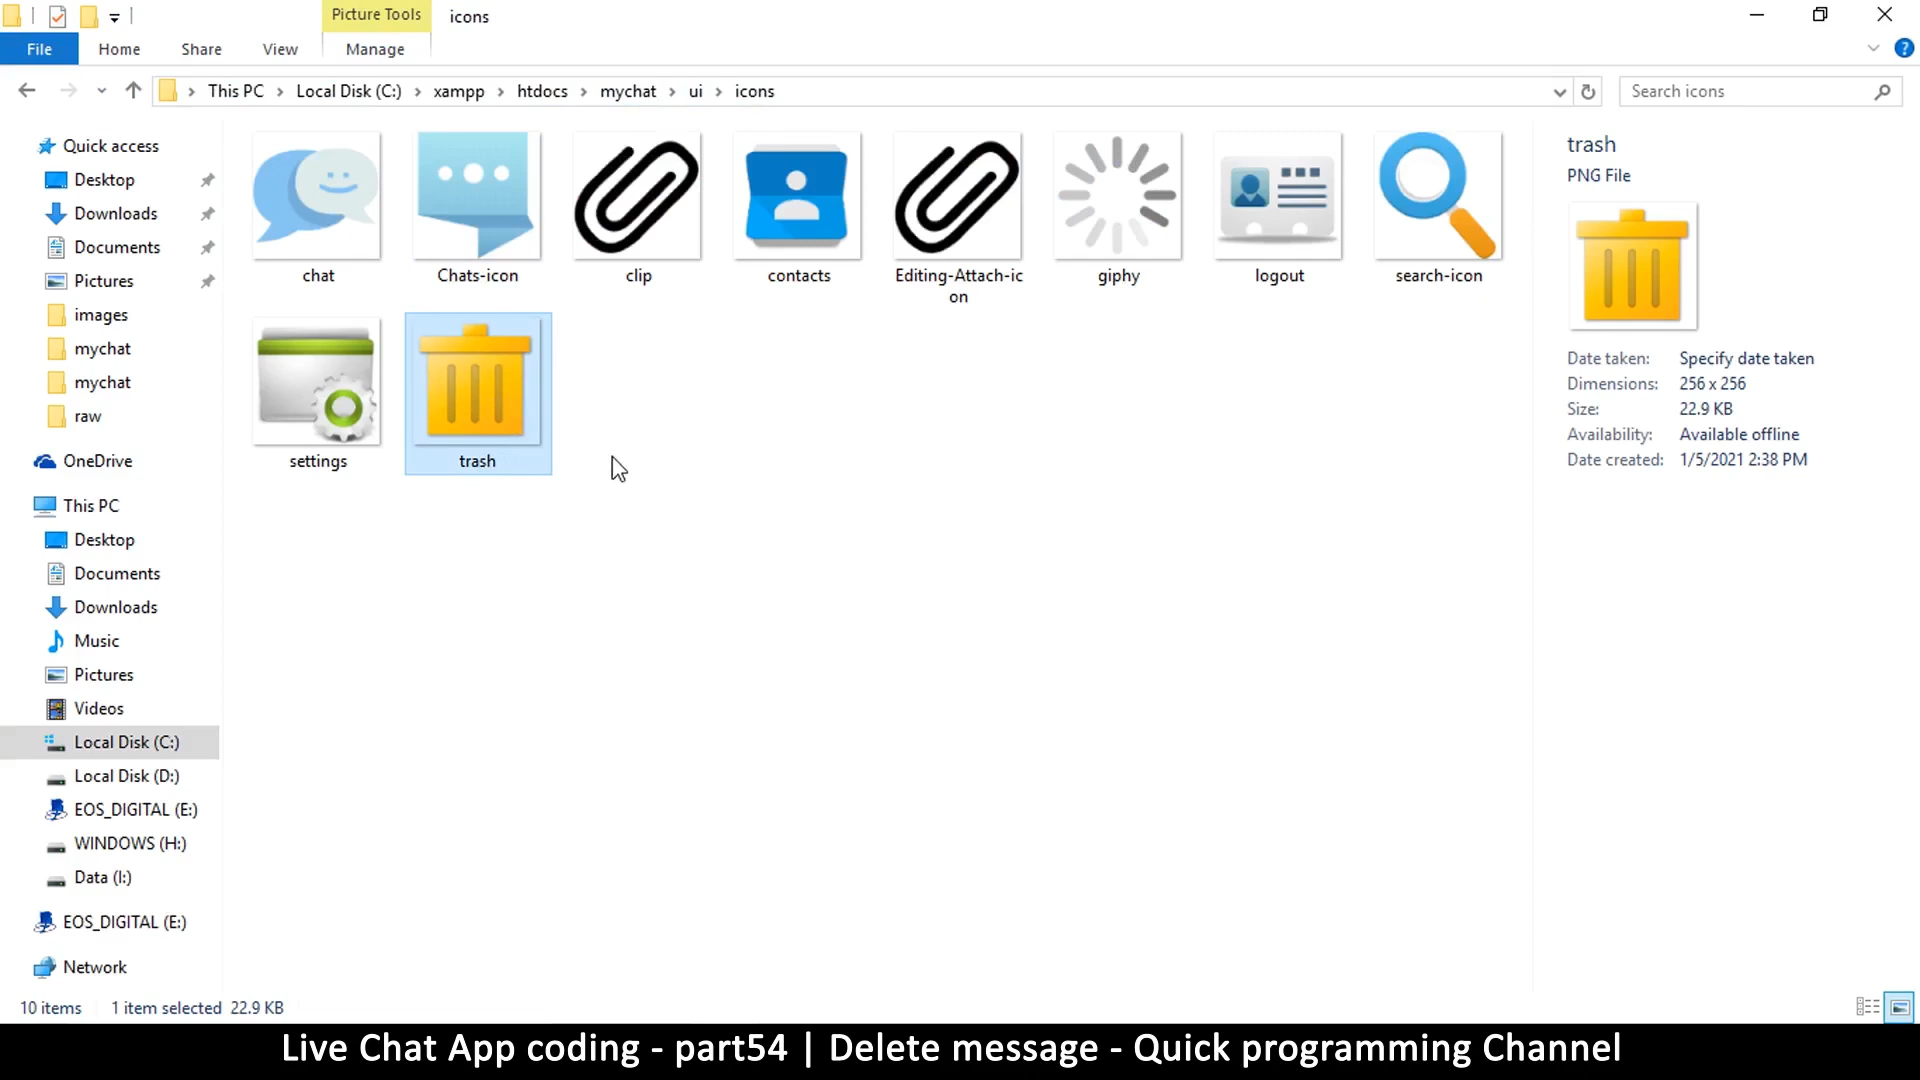 Picture Tools
icons
File
Home
Share
View
Manage
?
This PC
Local Disk (C:)
xampp
htdocs
mychat
ui
icons
Search icons
Quick access
Desktop
Downloads
Documents
Pictures
images
mychat
mychat
raw
OneDrive
This PC
Desktop
Documents
Downloads
Music
Pictures
Videos
Local Disk (C:)
Local Disk (D:)
EOS_DIGITAL (E:)
WINDOWS (H:)
Data (I:)
EOS_DIGITAL (E:)
Network
chat
Chats-icon
clip
contacts
Editing-Attach-ic
on
giphy
logout
search-icon
settings
trash
trash
PNG File
Date taken: Specify date taken
Dimensions: 256 x 256
Size: 22.9 KB
Availability: Available offline
Date created: 1/5/2021 2:38 PM
10 items
1 item selected 22.9 KB
Live Chat App coding - part54 | Delete message - Quick programming Channel